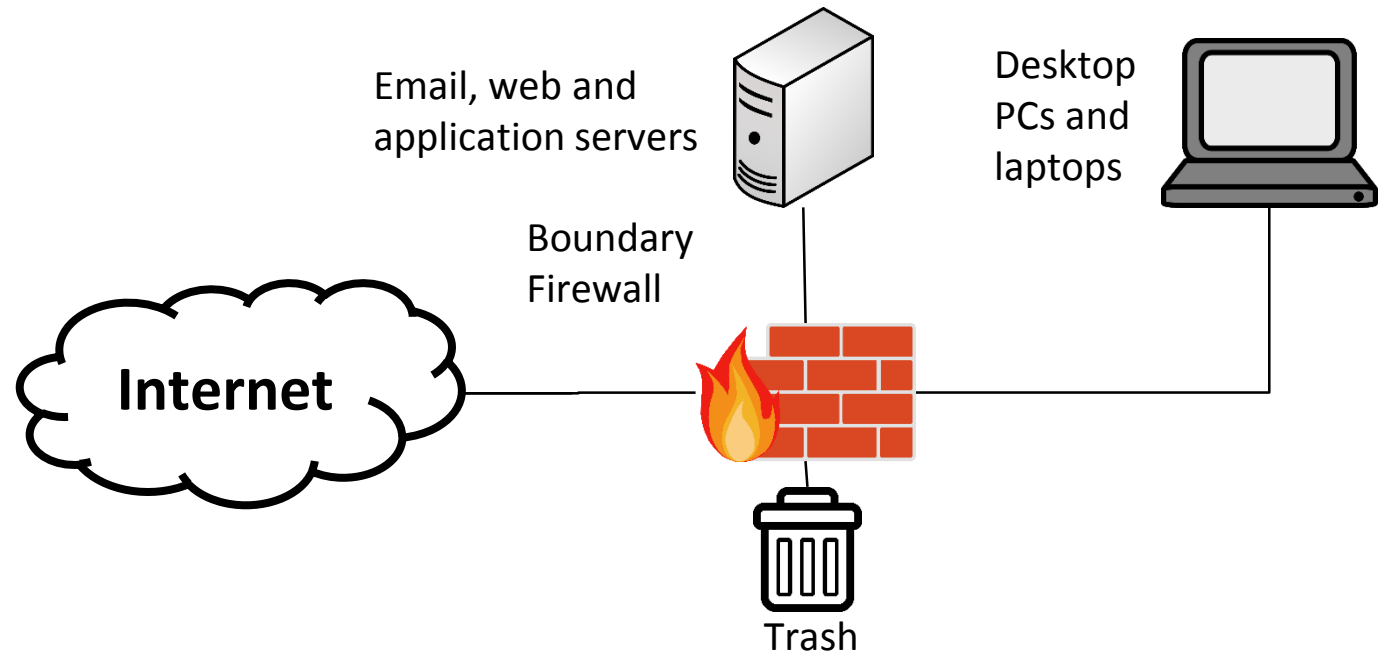 Email, web and
application servers
Desktop
PCs and
laptops
Boundary
Firewall
Internet
Trash